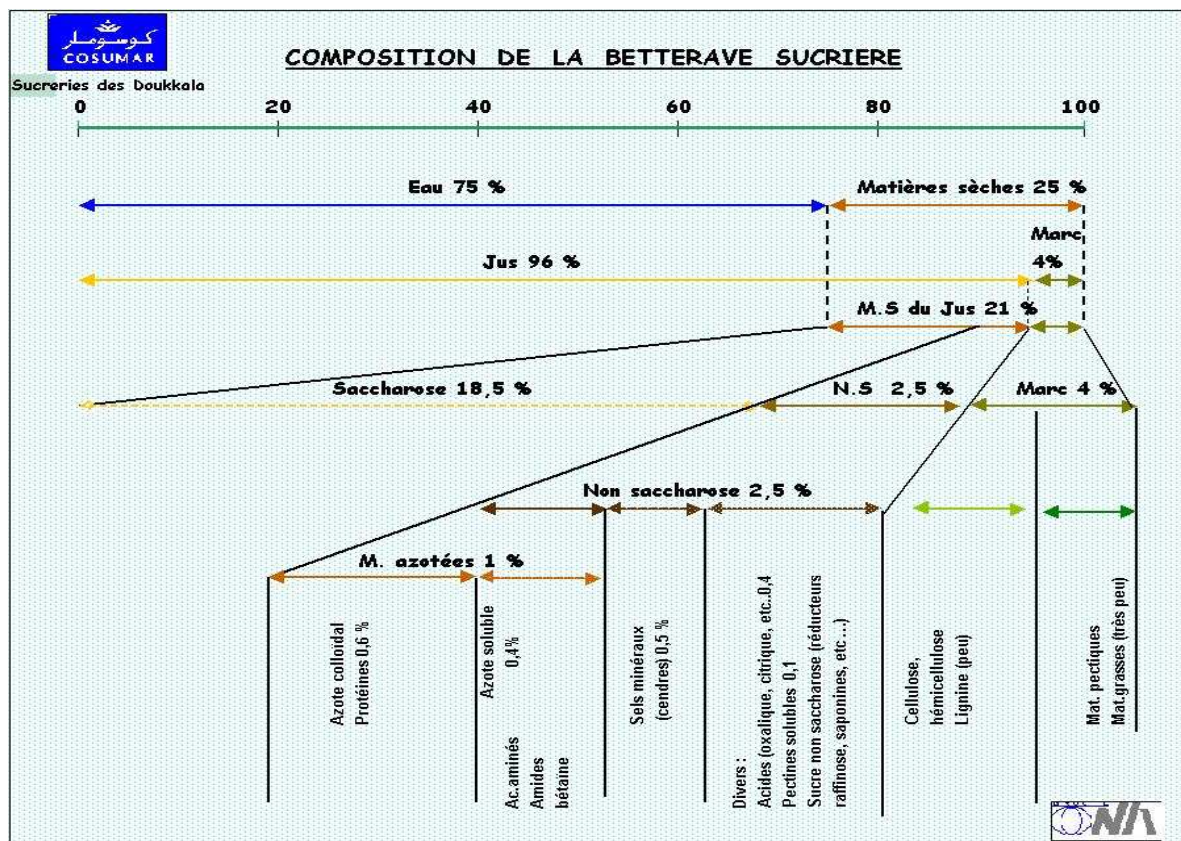 كوسومار
COSUMAR
COMPOSITION DE LA BETTERAVE SUCRIERE
Sucreries des Doukkala
0 20 40 60 80 100
Eau 75 %
Matières sèches 25 %
Marc
4%
Jus 96 %
M.S du Jus 21 %
Saccharose 18,5 %
N.S 2,5 %
Marc 4 %
Non saccharose 2,5 %
M. azotées 1 %
Azote colloïdal
Protéines 0,6 %
Azote soluble
0,4%
Ac.aminés
Amides
bétaïne
Sels minéraux
(cendres) 0,5 %
Divers :
Acides (oxalique, citrique, etc..0,4
Pectines solubles 0,1
Sucre non saccharose (réducteurs
raffinose, saponines, etc ...)
Cellulose,
hémicellulose
Lignine (peu)
Mat. pectiques
Mat.grasses (très peu)